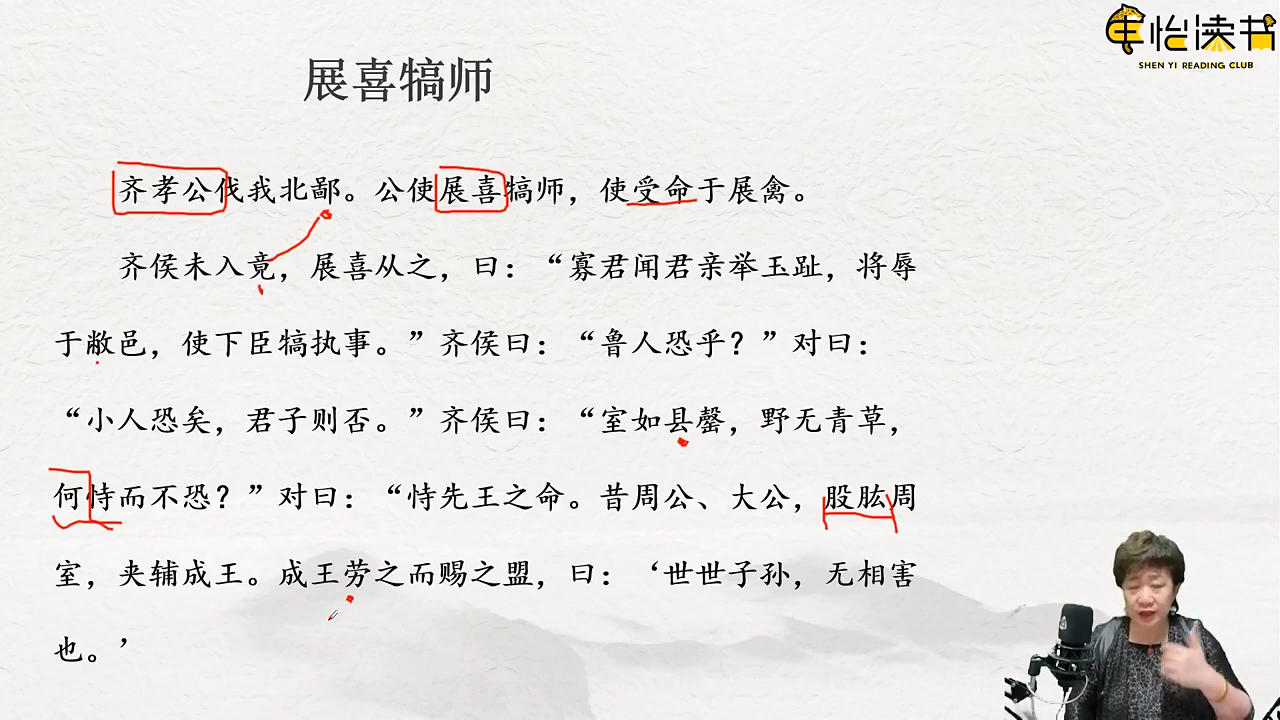 申怡读书
SHEN YI READING CLUB
展喜犒师
齐孝公伐我北鄙。公使展喜犒师，使受命于展禽。
齐侯未入竟，展喜从之，曰：“寡君闻君亲举玉趾，将辱
于敝邑，使下臣犒执事。”齐侯曰：“鲁人恐乎？”对曰：
“小人恐矣，君子则否。”齐侯曰：“室如县罄，野无青草，
何恃而不恐？”对曰：“恃先王之命。昔周公、大公，股肱周
室，夹辅成王。成王劳之而赐之盟，曰：‘世世子孙，无相害
也。’